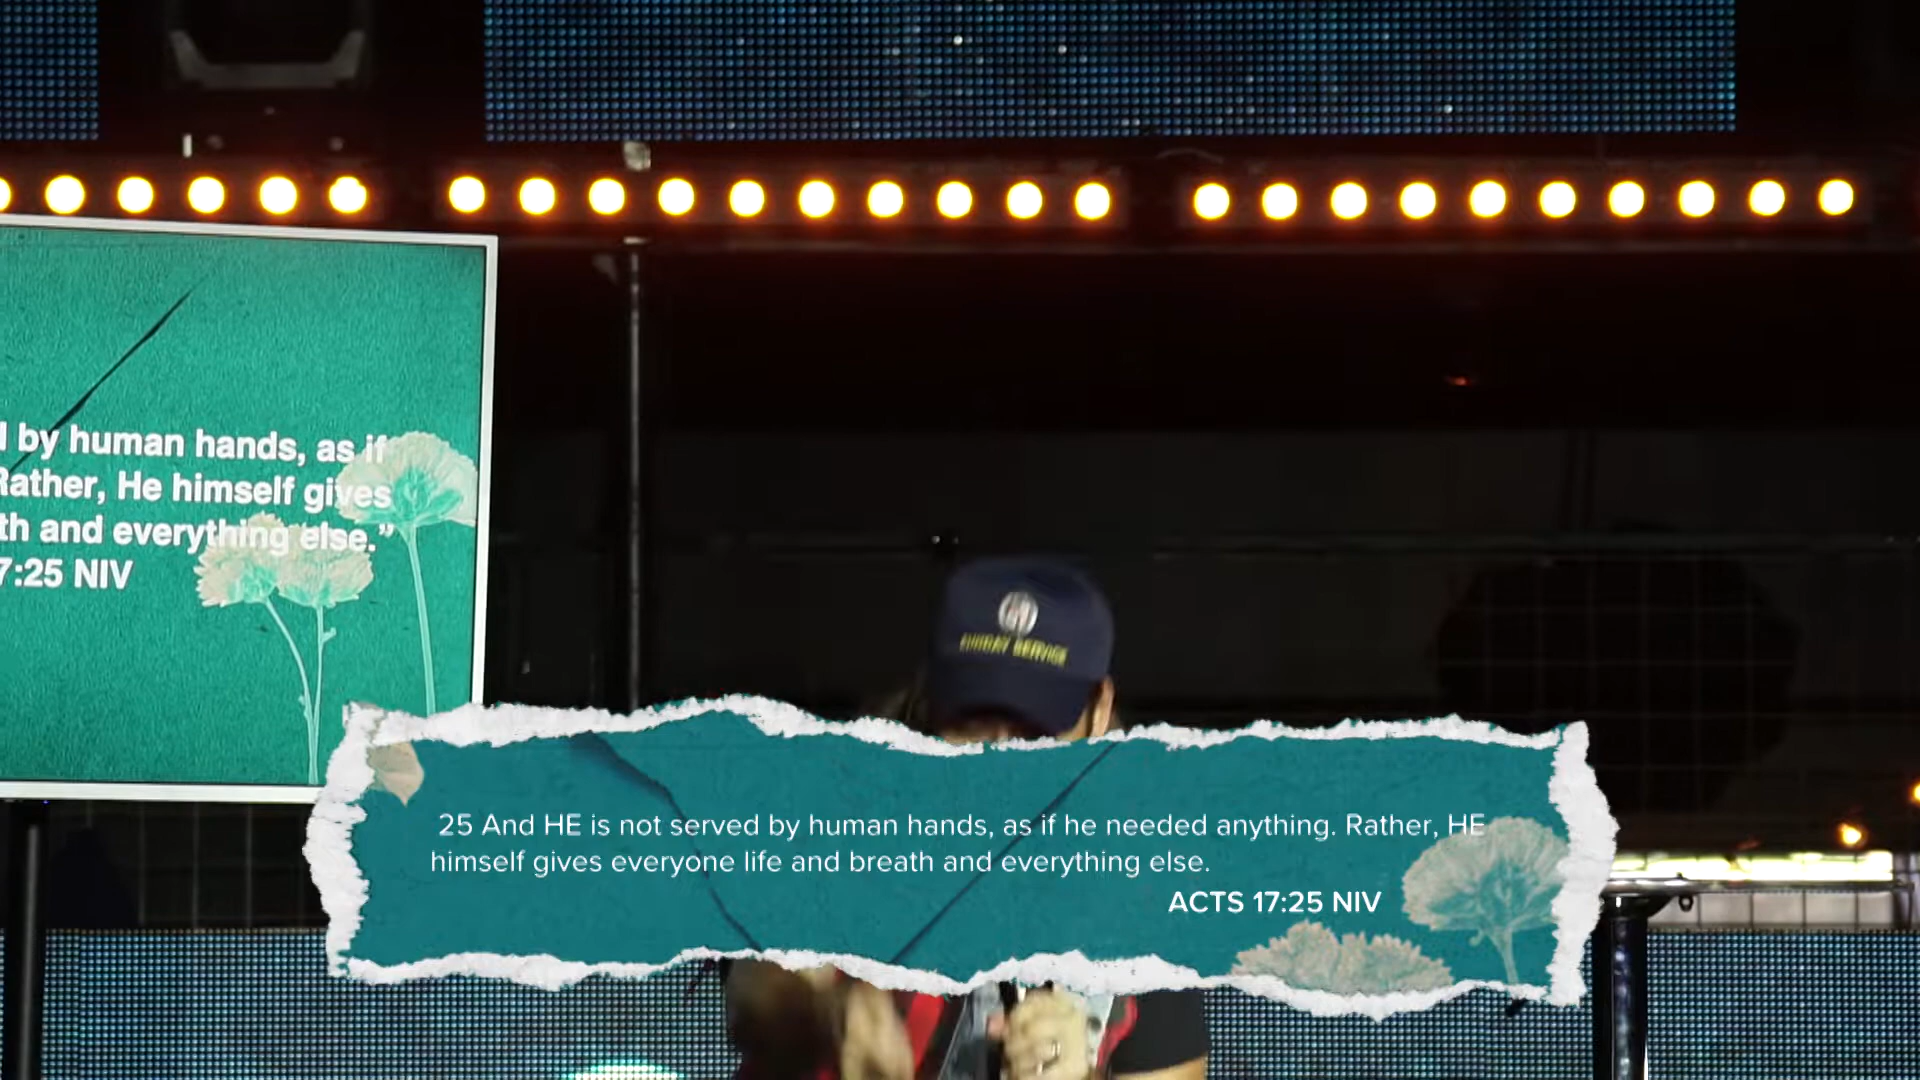 by human hands, as if
Rather, He himself gives
th and everything else.”
7:25 NIV
SUNDAY SERVICE
25 And HE is not served by human hands, as if he needed anything. Rather, HE
himself gives everyone life and breath and everything else.
ACTS 17:25 NIV